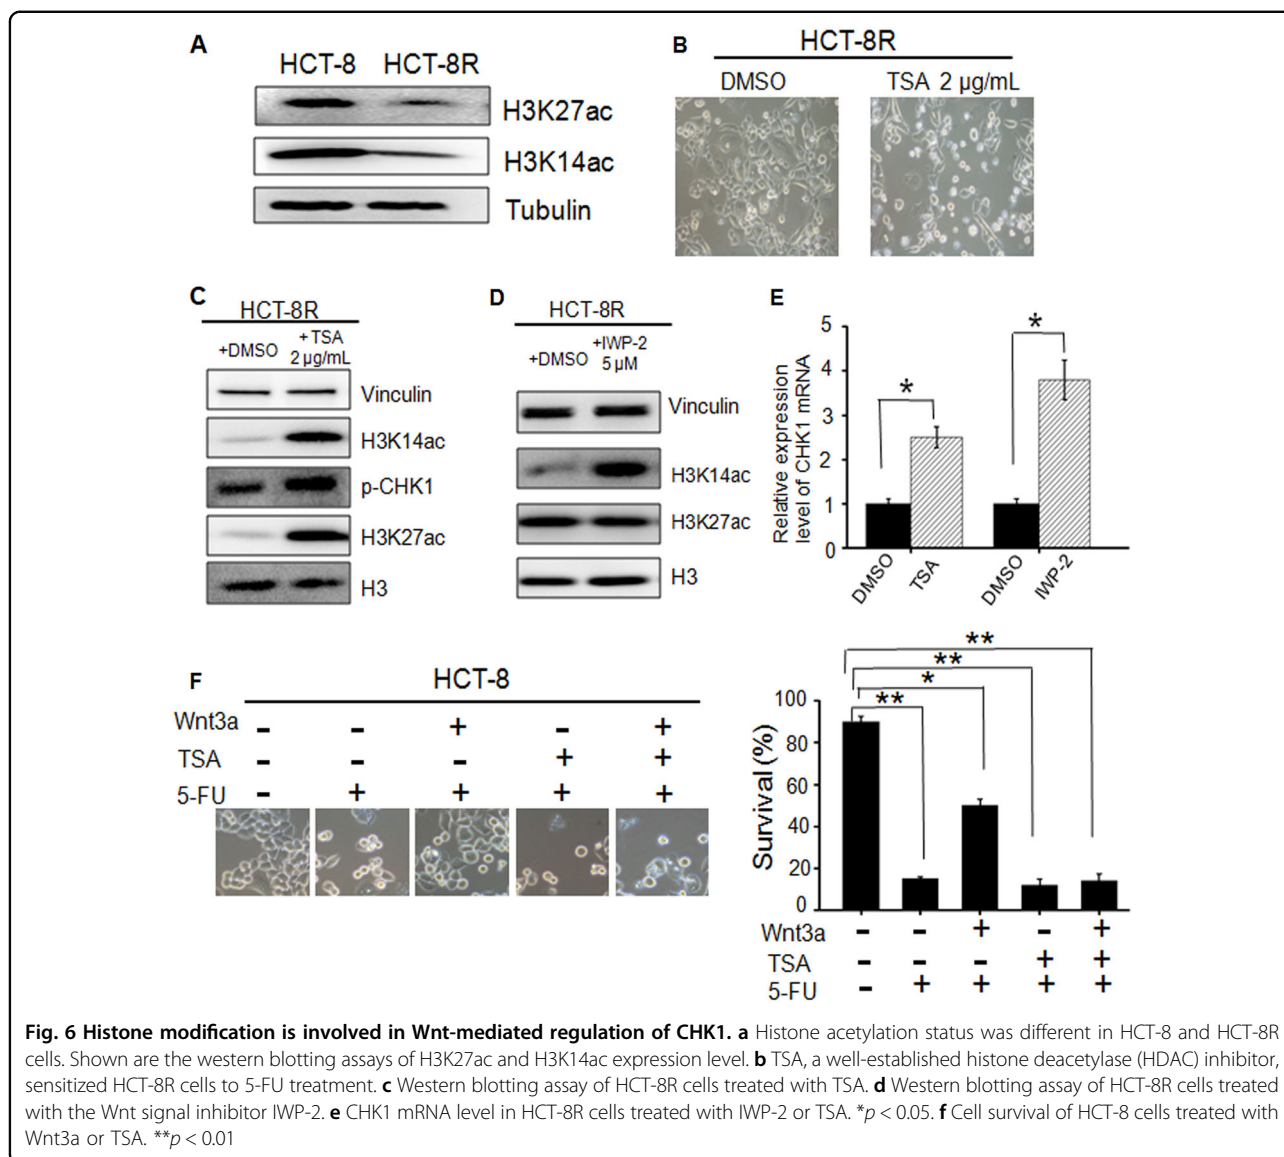 A
HCT-8 HCT-8R
H3K27ac
H3K14ac
Tubulin
B
HCT-8R
DMSO TSA 2 µg/mL
C
HCT-8R
+DMSO +TSA 2 µg/mL
Vinculin
H3K14ac
p-CHK1
H3K27ac
H3
D
HCT-8R
+DMSO +IWP-2 5 µM
Vinculin
H3K14ac
H3K27ac
H3
E
Relative expression
level of CHK1 mRNA
5
4
3
2
1
0
* *
DMSO TSA DMSO IWP-2
F
HCT-8
Wnt3a - - + - +
TSA - - - + +
5-FU - + + + +
**
**
*
**
Survival (%)
100
80
60
40
20
0
Wnt3a - - + - +
TSA - - - + +
5-FU - + + + +
Fig. 6 Histone modification is involved in Wnt-mediated regulation of CHK1. a Histone acetylation status was different in HCT-8 and HCT-8R
cells. Shown are the western blotting assays of H3K27ac and H3K14ac expression level. b TSA, a well-established histone deacetylase (HDAC) inhibitor,
sensitized HCT-8R cells to 5-FU treatment. c Western blotting assay of HCT-8R cells treated with TSA. d Western blotting assay of HCT-8R cells treated
with the Wnt signal inhibitor IWP-2. e CHK1 mRNA level in HCT-8R cells treated with IWP-2 or TSA. *p < 0.05. f Cell survival of HCT-8 cells treated with
Wnt3a or TSA. **p < 0.01